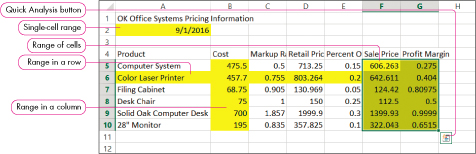 Quick Analysis button
A B C D E F G H
1 OK Office Systems Pricing Information
Single-cell range
2 9/1/2016
3
Range of cells
4 Product Cost Markup Ra Retail Pric Percent O Sale Price Profit Margin
5 Computer System 475.5 0.5 713.25 0.15 606.263 0.275
Range in a row
6 Color Laser Printer 457.7 0.755 803.264 0.2 642.611 0.404
7 Filing Cabinet 68.75 0.905 130.969 0.05 124.42 0.80975
8 Desk Chair 75 1 150 0.25 112.5 0.5
Range in a column
9 Solid Oak Computer Desk 700 1.857 1999.9 0.3 1399.93 0.9999
10 28" Monitor 195 0.835 357.825 0.1 322.043 0.6515
11
12